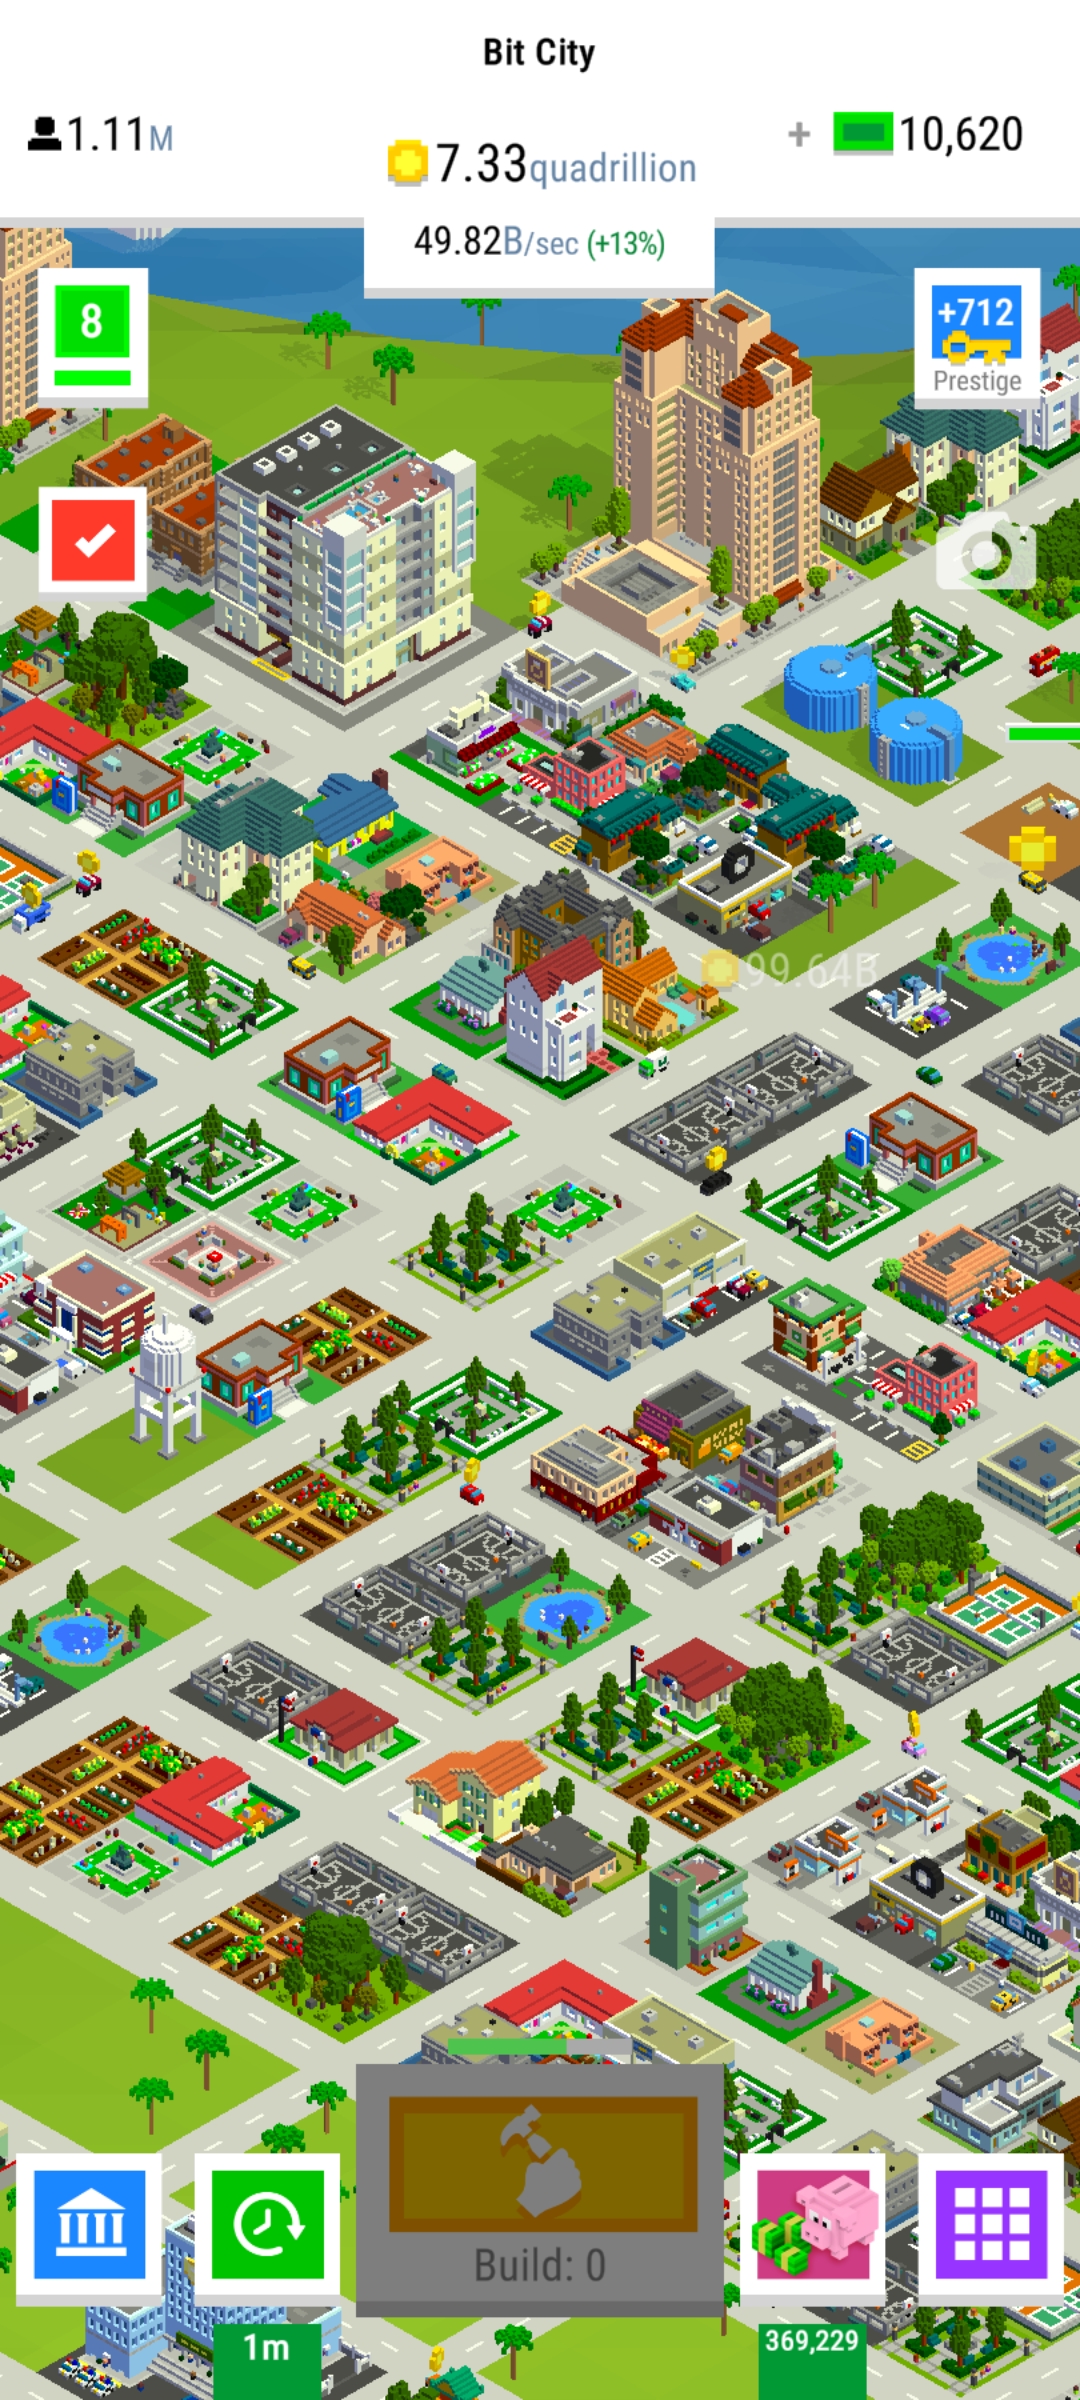 Bit City
1.11M
7.33quadrillion
+ 10,620
49.82B/sec (+13%)
8
+712
Prestige
99.64B
Build: 0
1m
369,229